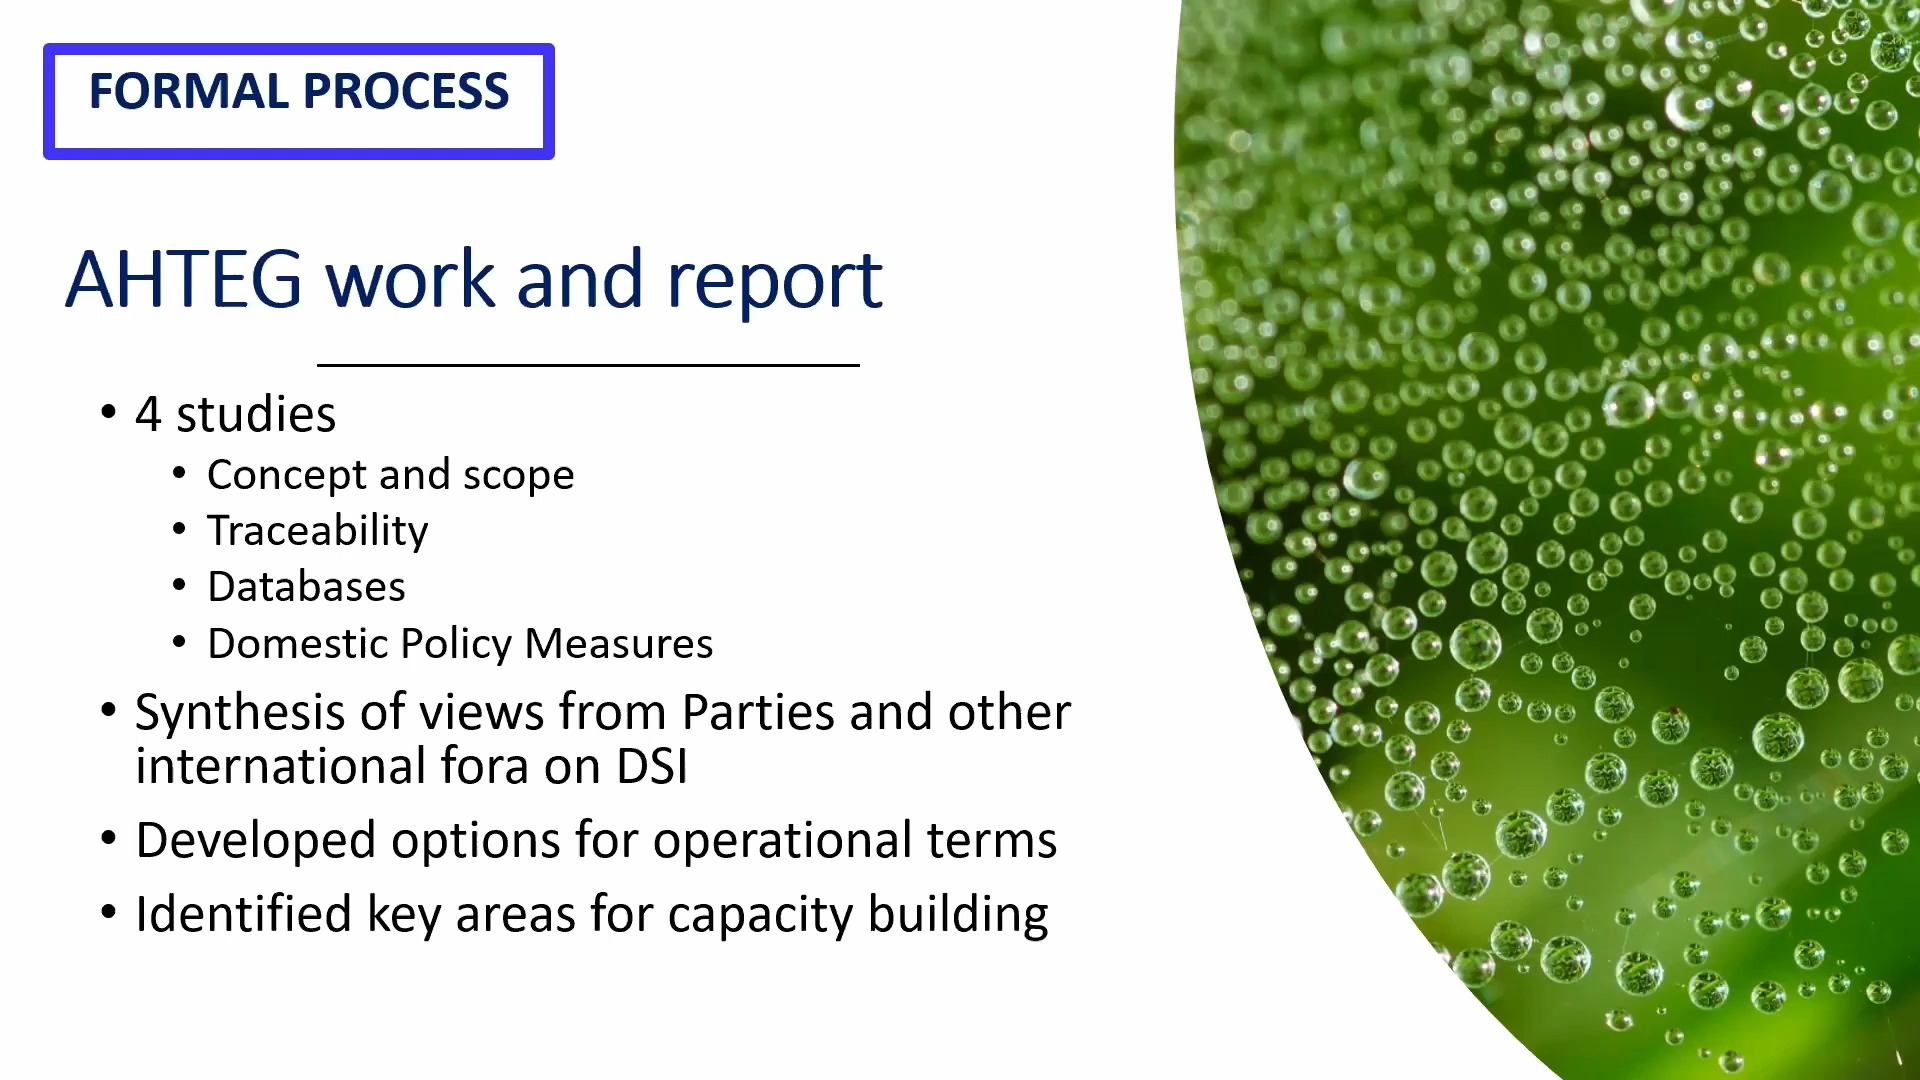 FORMAL PROCESS
AHTEG work and report
• 4 studies
• Concept and scope
• Traceability
• Databases
• Domestic Policy Measures
• Synthesis of views from Parties and other
international fora on DSI
• Developed options for operational terms
• Identified key areas for capacity building